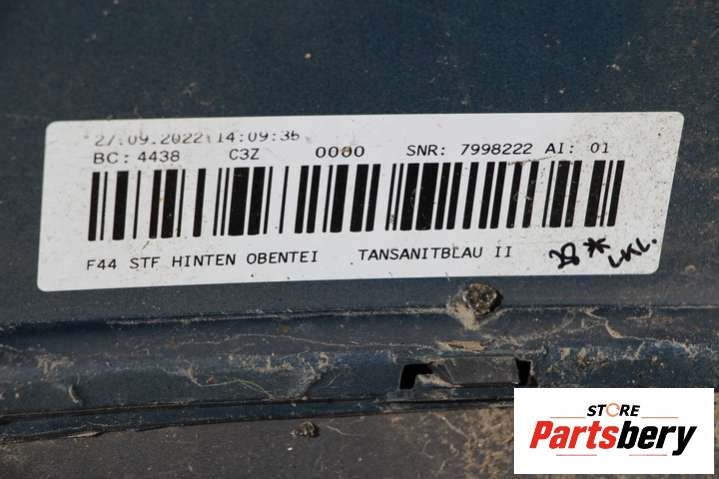 27.09.2022 14:09:36
BC: 4438 C3Z 0000 SNR: 7998222 AI: 01
F44 STF HINTEN OBENTEI TANSANITBLAU II
LKL.
STORE
Partsbery